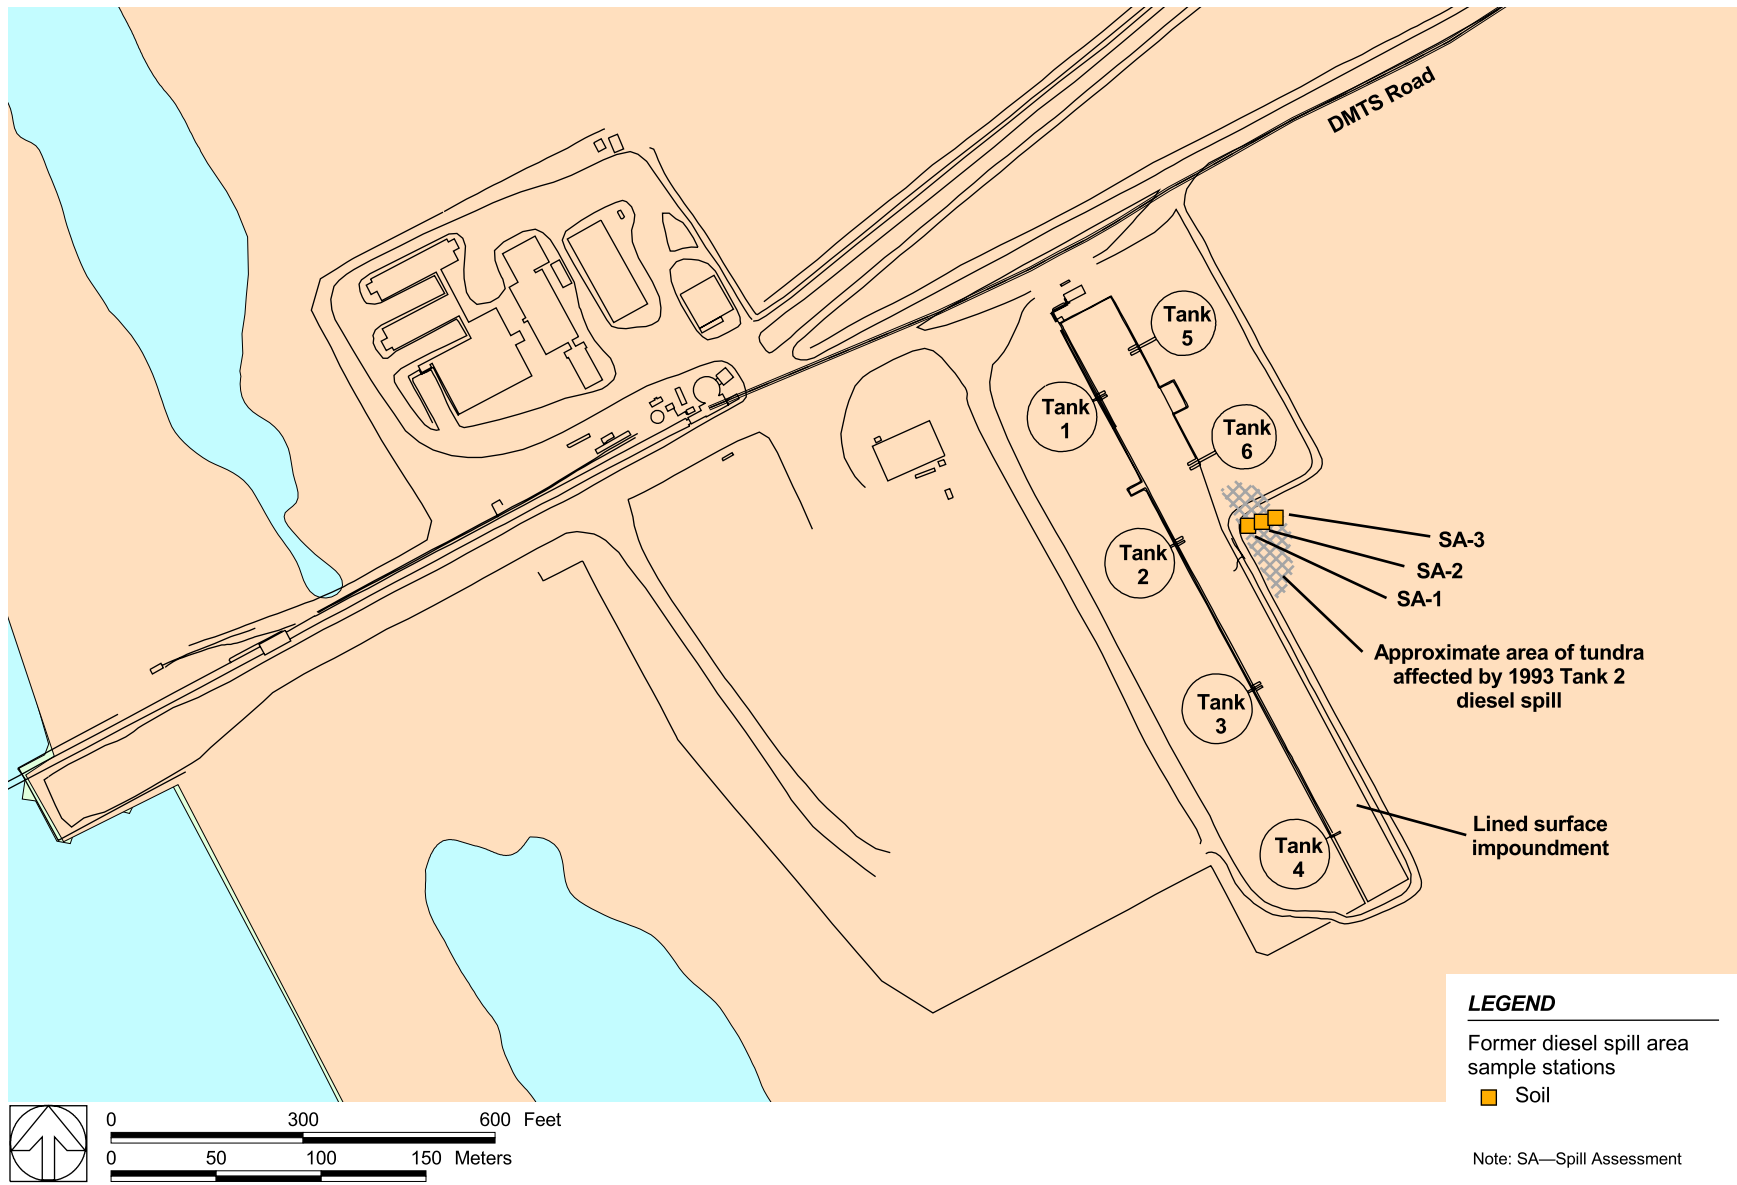 DMTS Road
Tank
5
Tank
1
Tank
6
Tank
2
SA-3
SA-2
SA-1
Approximate area of tundra
affected by 1993 Tank 2
diesel spill
Tank
3
Lined surface
impoundment
Tank
4
LEGEND
Former diesel spill area
sample stations
Soil
Note: SA—Spill Assessment
0 300 600 Feet
0 50 100 150 Meters